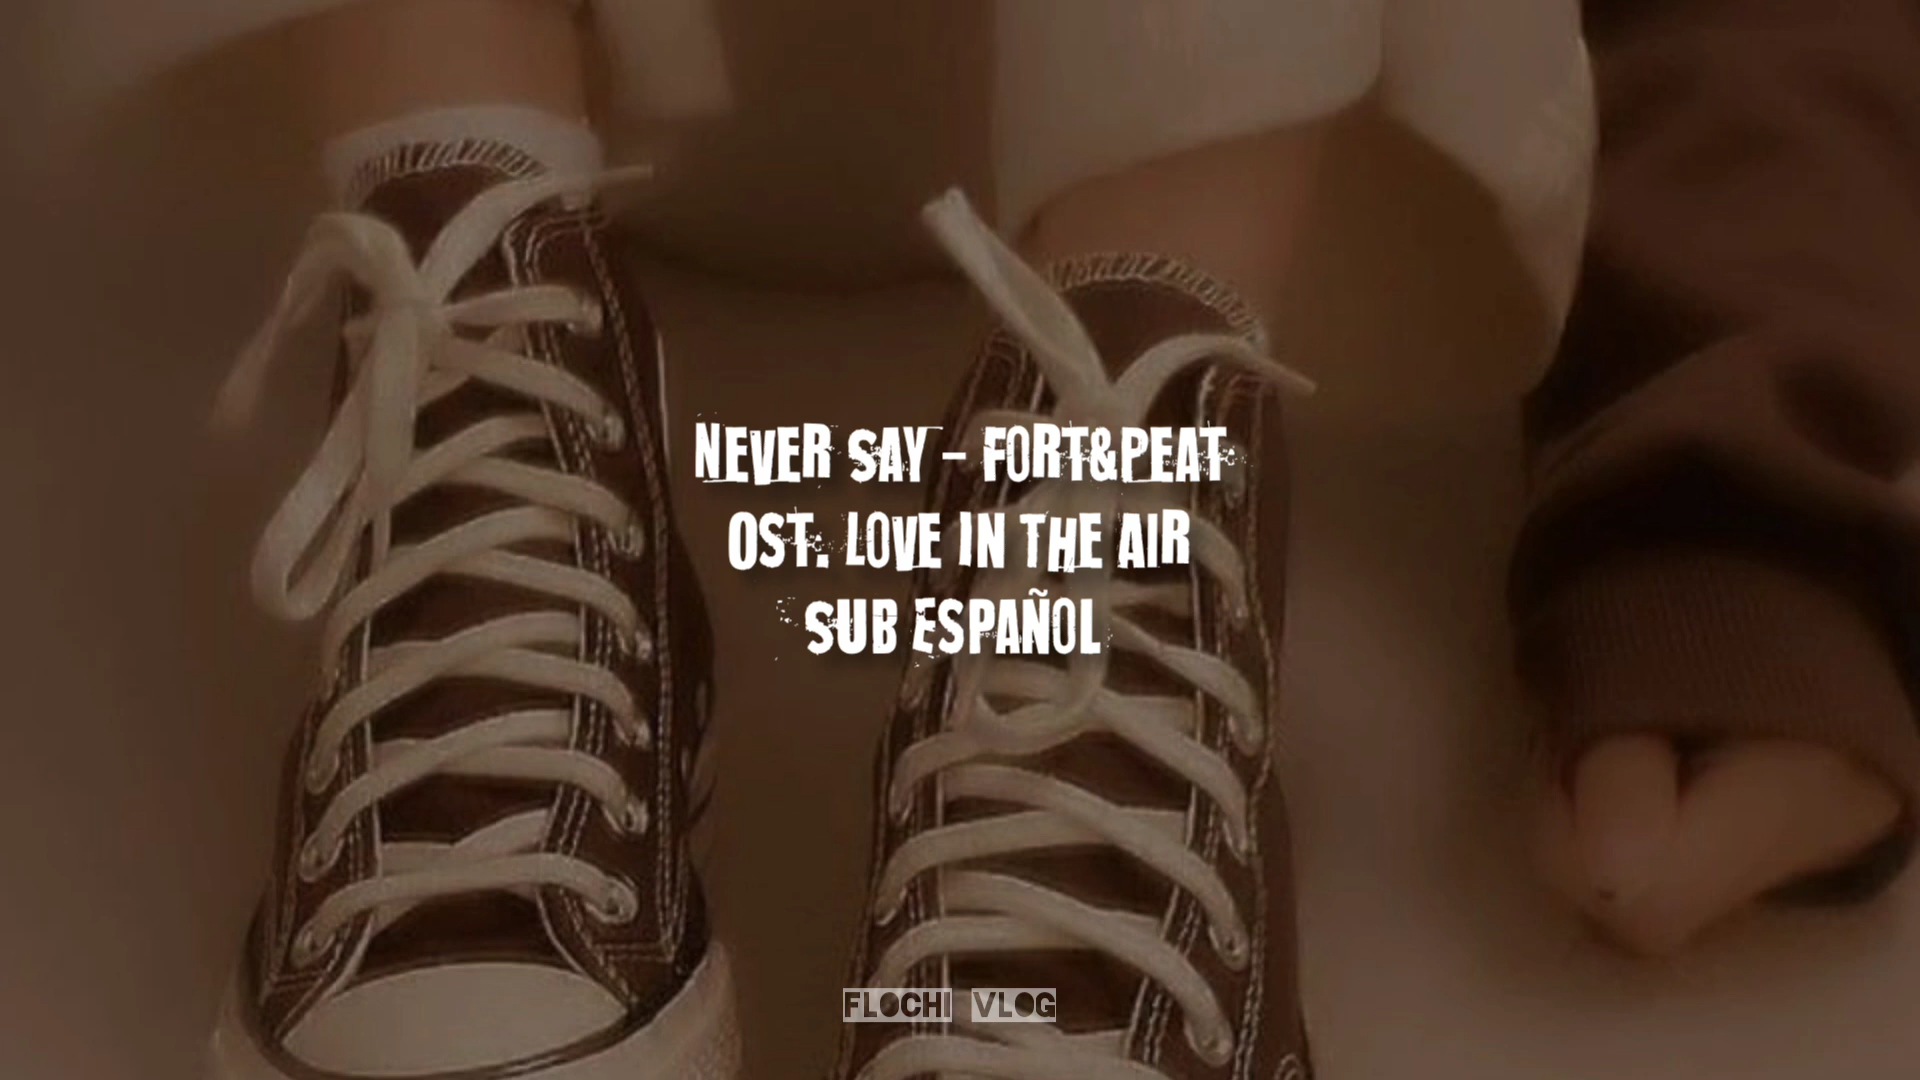 NEVER SAY - FORT&PEAT
OST. LOVE IN THE AIR
SUB ESPAÑOL
FLOCHI VLOG